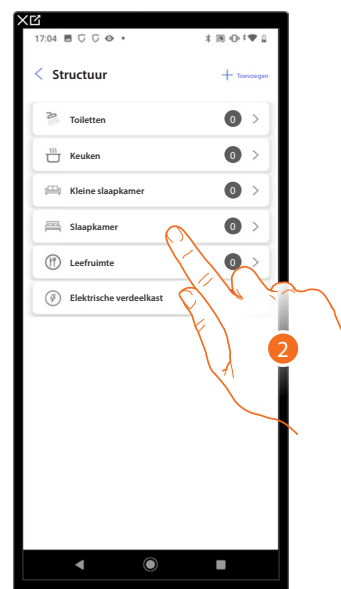 17:04
Structuur
Toevoegen
Toiletten 0
Keuken 0
Kleine slaapkamer 0
Slaapkamer 0
Leefruimte 0
Elektrische verdeelkast
2